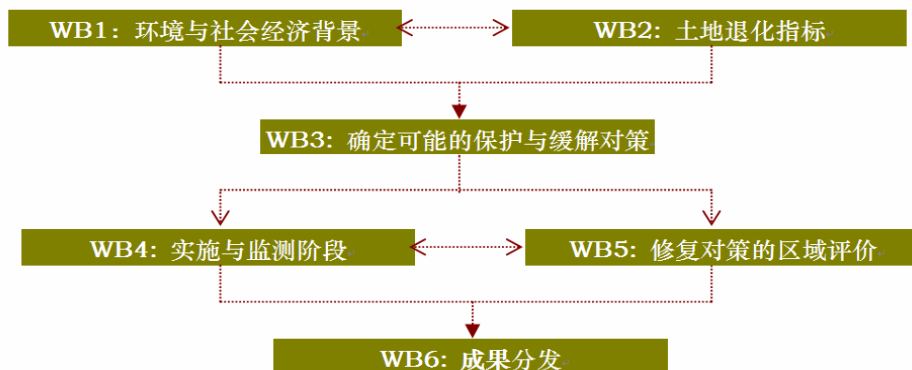 WB1: 环境与社会经济背景
WB2: 土地退化指标
WB3: 确定可能的保护与缓解对策
WB4: 实施与监测阶段
WB5: 修复对策的区域评价
WB6: 成果分发